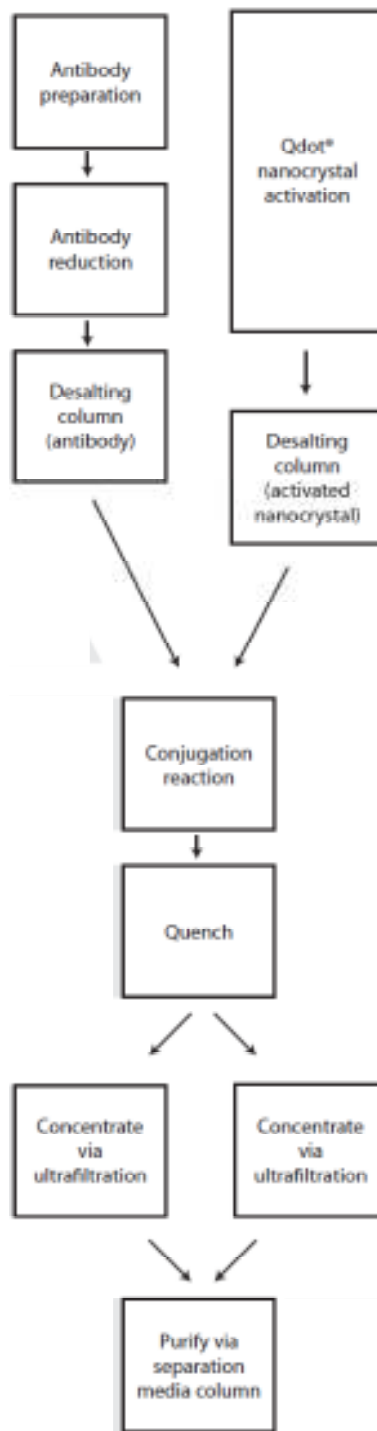 Antibody
preparation
Qdot®
nanocrystal
activation
Antibody
reduction
Desalting
column
(antibody)
Desalting
column
(activated
nanocrystal)
Conjugation
reaction
Quench
Concentrate
via
ultrafiltration
Concentrate
via
ultrafiltration
Purify via
separation
media column